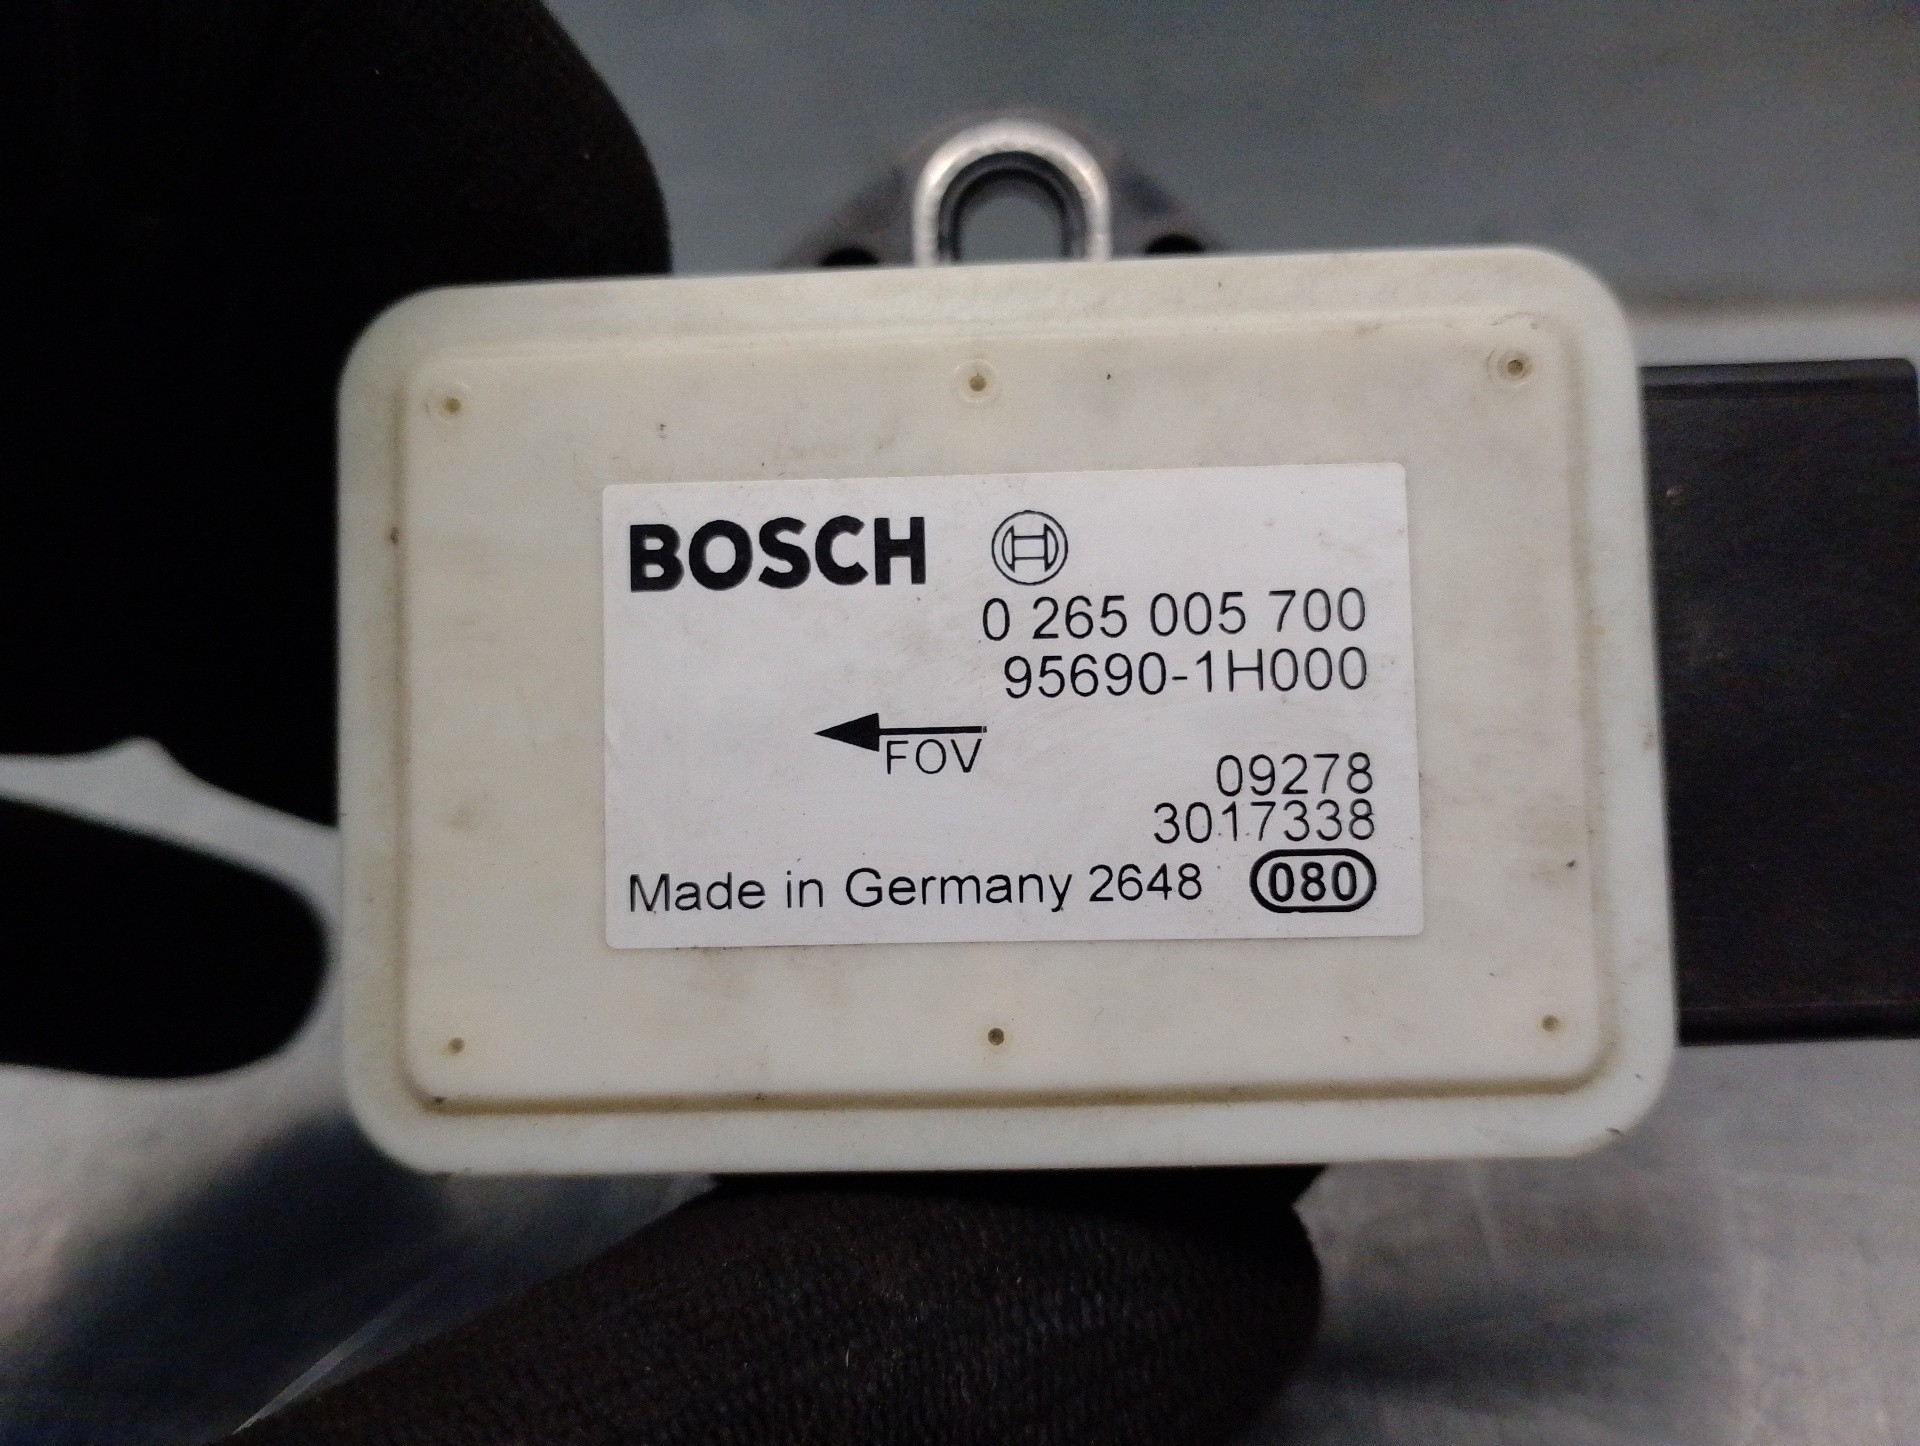 BOSCH
0 265 005 700
95690-1H000
FOV
09278
3017338
Made in Germany 2648 080